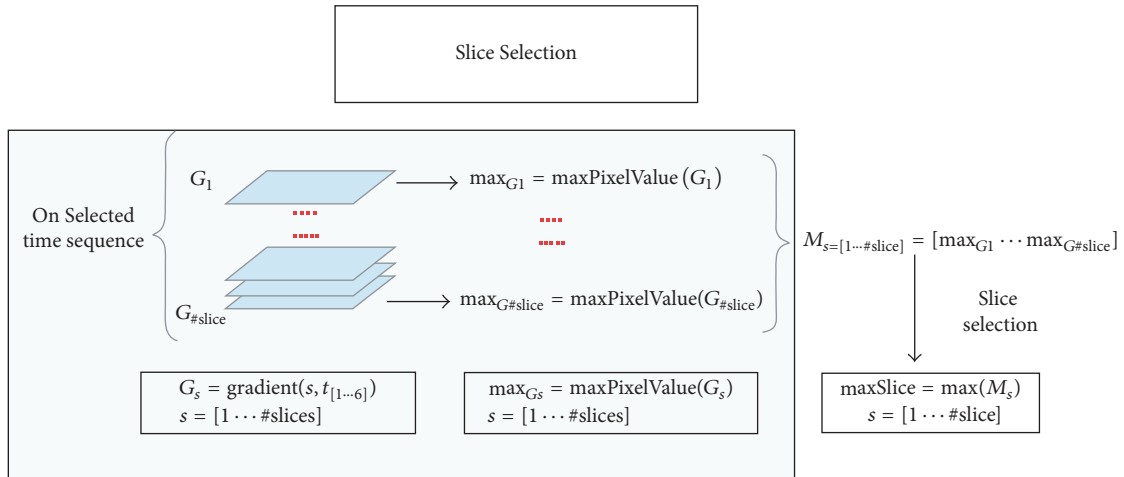 Slice Selection
On Selected
time sequence
G₁
max_G1 = maxPixelValue (G₁)
G_#slice
max_G#slice = maxPixelValue(G_#slice)
M_s=[1⋯#slice] = [max_G1 ⋯ max_G#slice]
Slice
selection
G_s = gradient(s, t_[1⋯6])
s = [1 ⋯ #slices]
max_Gs = maxPixelValue(G_s)
s = [1 ⋯ #slices]
maxSlice = max(M_s)
s = [1 ⋯ #slice]